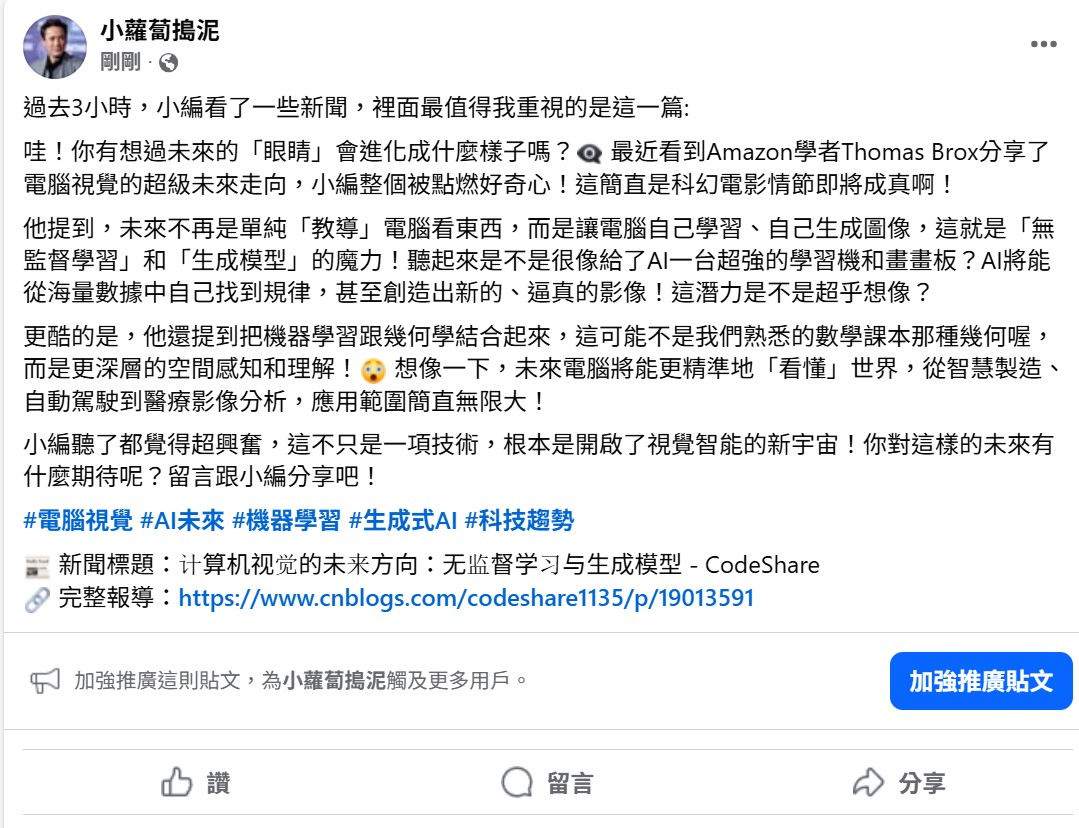 小蘿蔔搗泥
剛剛 ·
過去3小時，小編看了一些新聞，裡面最值得我重視的是這一篇:
哇！你有想過未來的「眼睛」會進化成什麼樣子嗎？👁️‍🗨️ 最近看到Amazon學者Thomas Brox分享了
電腦視覺的超級未來走向，小編整個被點燃好奇心！這簡直是科幻電影情節即將成真啊！
他提到，未來不再是單純「教導」電腦看東西，而是讓電腦自己學習、自己生成圖像，這就是「無
監督學習」和「生成模型」的魔力！聽起來是不是很像給了AI一台超強的學習機和畫畫板？AI將能
從海量數據中自己找到規律，甚至創造出新的、逼真的影像！這潛力是不是超乎想像？
更酷的是，他還提到把機器學習跟幾何學結合起來，這可能不是我們熟悉的數學課本那種幾何喔，
而是更深層的空間感知和理解！😲 想像一下，未來電腦將能更精準地「看懂」世界，從智慧製造、
自動駕駛到醫療影像分析，應用範圍簡直無限大！
小編聽了都覺得超興奮，這不只是一項技術，根本是開啟了視覺智能的新宇宙！你對這樣的未來有
什麼期待呢？留言跟小編分享吧！
#電腦視覺 #AI未來 #機器學習 #生成式AI #科技趨勢
📰 新聞標題：计算机视觉的未来方向：无监督学习与生成模型 - CodeShare
🔗 完整報導：https://www.cnblogs.com/codeshare1135/p/19013591
加強推廣這則貼文，為小蘿蔔搗泥觸及更多用戶。
加強推廣貼文
讚
留言
分享